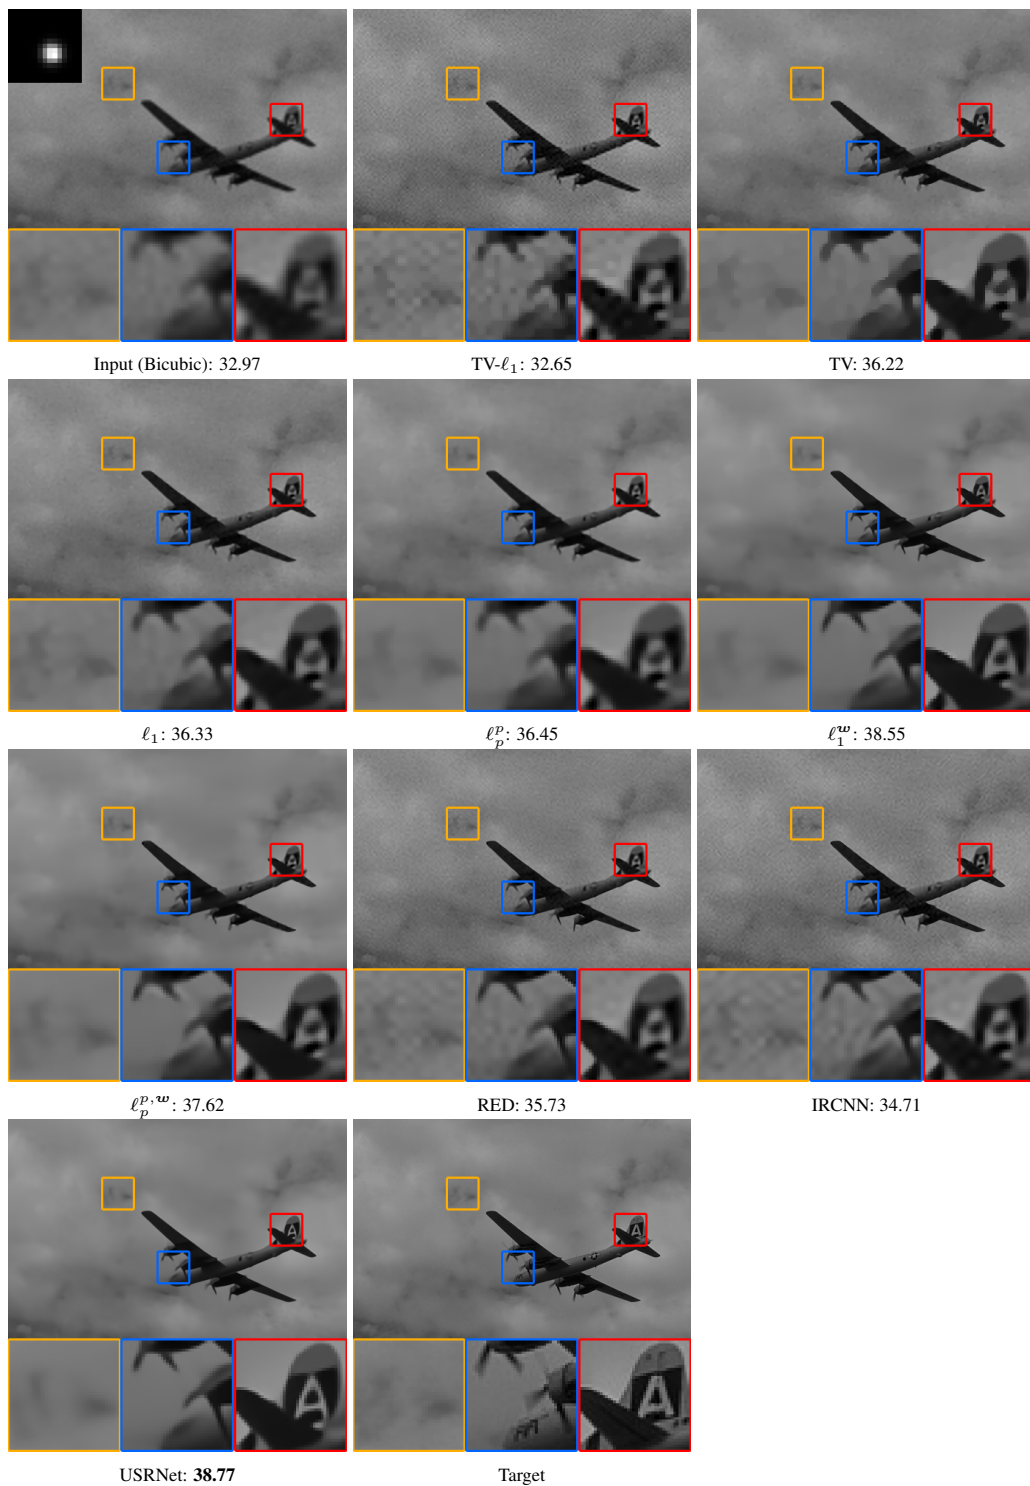 Input (Bicubic): 32.97
TV-ℓ₁: 32.65
TV: 36.22
ℓ₁: 36.33
ℓₚᵖ: 36.45
ℓ₁ʷ: 38.55
ℓₚᵖ,ʷ: 37.62
RED: 35.73
IRCNN: 34.71
USRNet: 38.77
Target
A